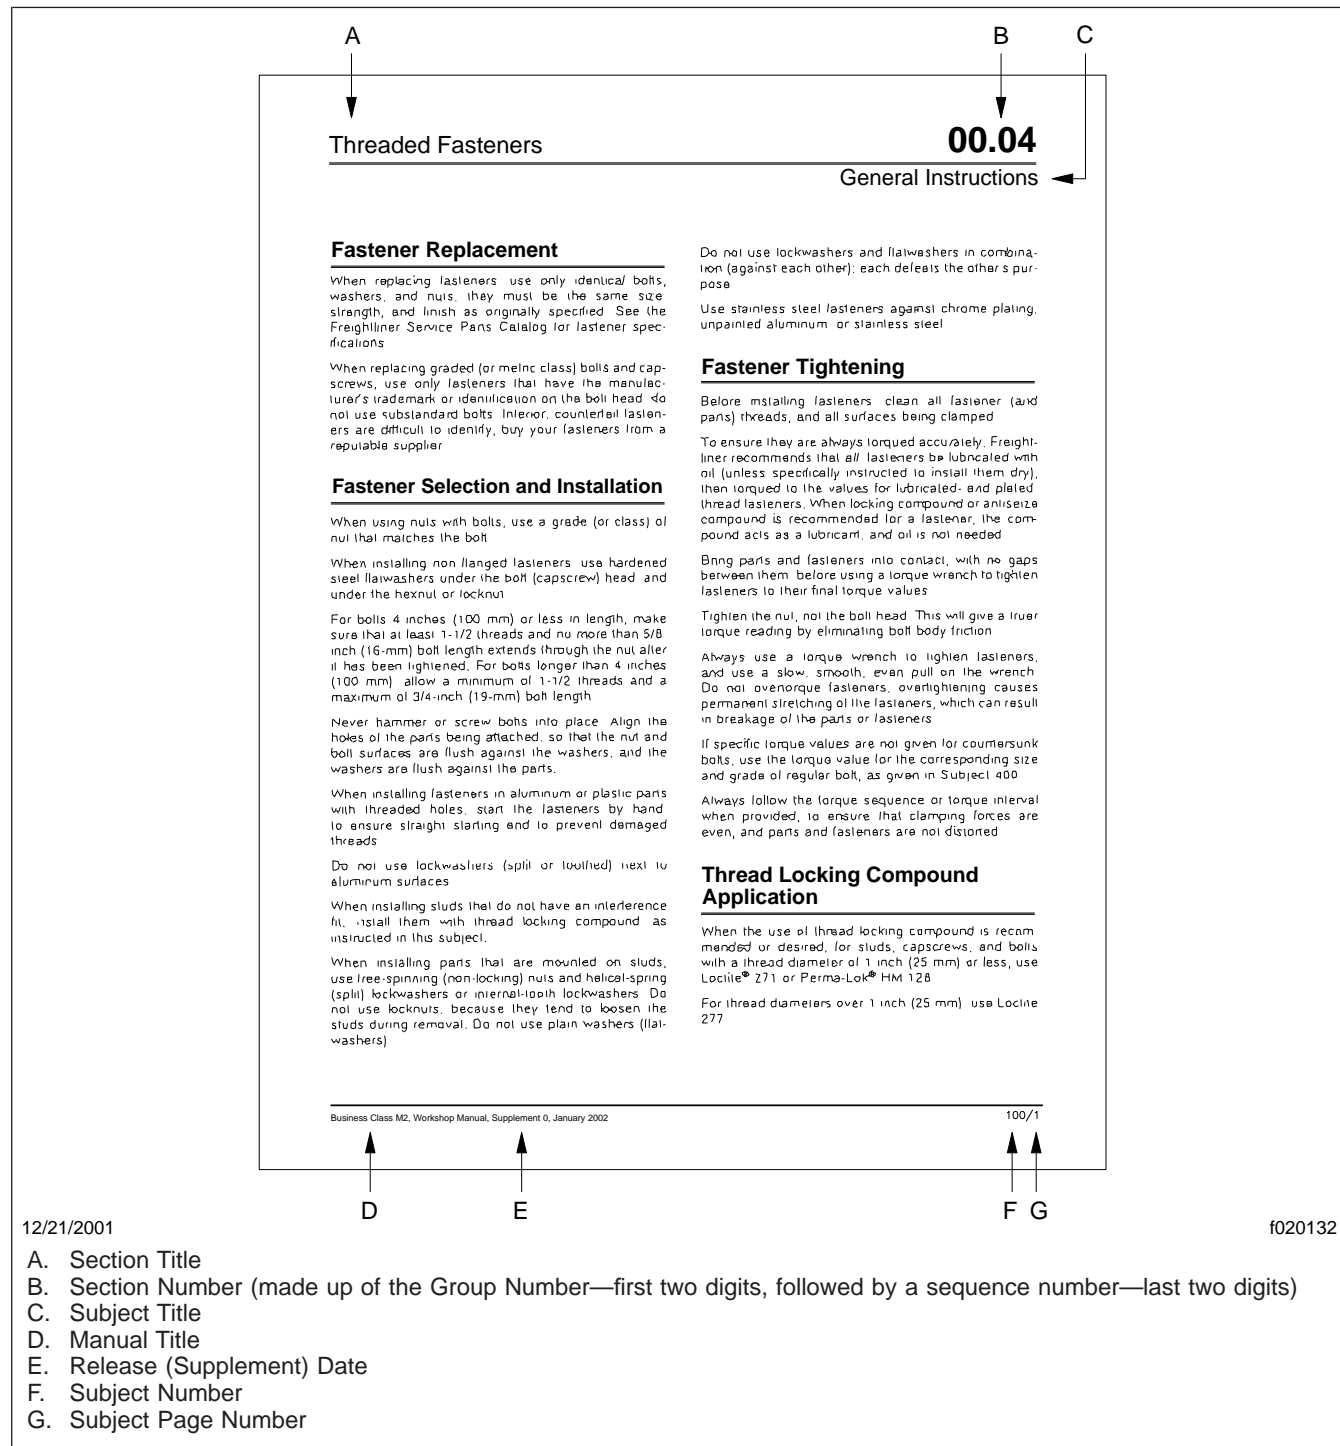 A B C
Threaded Fasteners 00.04
General Instructions
Fastener Replacement
When replacing fasteners use only identical bolts,
washers, and nuts, they must be the same size
strength, and finish as originally specified See the
Freightliner Service Parts Catalog for fastener spec-
ifications
When replacing graded (or metric class) bolts and cap-
screws, use only fasteners that have the manufac-
turer's trademark or identification on the bolt head do
not use substandard bolts Inferior, counterfeit fasten-
ers are difficult to identify, buy your fasteners from a
reputable supplier
Fastener Selection and Installation
When using nuts with bolts, use a grade (or class) of
nut that matches the bolt
When installing non flanged fasteners use hardened
steel flatwashers under the bolt (capscrew) head and
under the hexnut or locknut
For bolts 4 inches (100 mm) or less in length, make
sure that at least 1-1/2 threads and no more than 5/8
inch (16-mm) bolt length extends through the nut after
it has been tightened. For bolts longer than 4 inches
(100 mm) allow a minimum of 1-1/2 threads and a
maximum of 3/4-inch (19-mm) bolt length
Never hammer or screw bolts into place Align the
holes of the parts being attached, so that the nut and
bolt surfaces are flush against the washers, and the
washers are flush against the parts.
When installing fasteners in aluminum or plastic parts
with threaded holes, start the fasteners by hand
to ensure straight starting and to prevent damaged
threads
Do not use lockwashers (split or toothed) next to
aluminum surfaces
When installing studs that do not have an interference
fit, install them with thread locking compound as
instructed in this subject.
When installing parts that are mounted on studs,
use free-spinning (non-locking) nuts and helical-spring
(split) lockwashers or internal-tooth lockwashers Do
not use locknuts, because they tend to loosen the
studs during removal. Do not use plain washers (flat-
washers)
Do not use lockwashers and flatwashers in combina-
tion (against each other); each defeats the other s pur-
pose
Use stainless steel fasteners against chrome plating,
unpainted aluminum or stainless steel
Fastener Tightening
Before installing fasteners clean all fastener (and
parts) threads, and all surfaces being clamped
To ensure they are always torqued accurately, Freight-
liner recommends that all fasteners be lubricated with
oil (unless specifically instructed to install them dry),
then torqued to the values for lubricated- and plated
thread fasteners. When locking compound or antiseize
compound is recommended for a fastener, the com-
pound acts as a lubricant, and oil is not needed
Bring parts and fasteners into contact, with no gaps
between them before using a torque wrench to tighten
fasteners to their final torque values
Tighten the nut, not the bolt head This will give a truer
torque reading by eliminating bolt body friction
Always use a torque wrench to tighten fasteners,
and use a slow, smooth, even pull on the wrench
Do not overtorque fasteners, overtightening causes
permanent stretching of the fasteners, which can result
in breakage of the parts or fasteners
If specific torque values are not given for countersunk
bolts, use the torque value for the corresponding size
and grade of regular bolt, as given in Subject 400
Always follow the torque sequence or torque interval
when provided, to ensure that clamping forces are
even, and parts and fasteners are not distorted
Thread Locking Compound
Application
When the use of thread locking compound is recom
mended or desired, for studs, capscrews, and bolts
with a thread diameter of 1 inch (25 mm) or less, use
Loctite® 271 or Perma-Lok® HM 128
For thread diameters over 1 inch (25 mm) use Loctite
277
Business Class M2, Workshop Manual, Supplement 0, January 2002 100/1
D E F G
12/21/2001 f020132
A. Section Title
B. Section Number (made up of the Group Number—first two digits, followed by a sequence number—last two digits)
C. Subject Title
D. Manual Title
E. Release (Supplement) Date
F. Subject Number
G. Subject Page Number